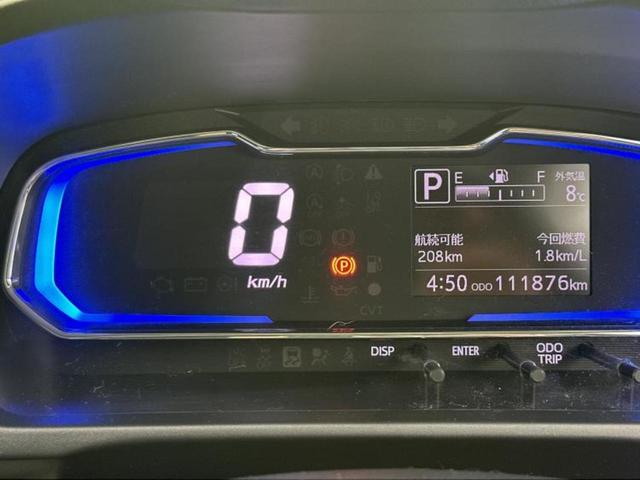 0
km/h
P
P
E F 外気温
8℃
航続可能 今回燃費
208km 1.8km/L
4:50 ODO 111876km
CVT
DISP ENTER ODO
TRIP